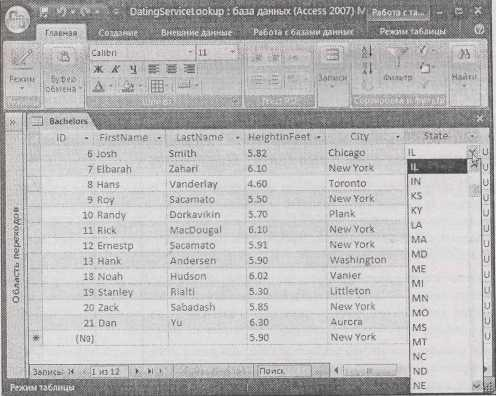 DatingServiceLookup : база данных (Access 2007) M Работа с та...
Главная Создание Внешние данные Работа с базами данных Режим таблицы
Calibri 11
Ж К Ч
Режим Буфер обмена Записи Фильтр Найти
Шрифт Сортировка и фильтр
Bachelors
ID FirstName LastName HeightInFeet City State
6 Josh Smith 5.82 Chicago IL U
7 Elbarah Zahari 6.10 New York IL U
8 Hans Vanderlay 4.60 Toronto IN U
9 Roy Sacamato 5.50 New York KS U
10 Randy Dorkavikin 5.70 Plank KY U
11 Rick MacDougal 6.10 New York LA U
12 Ernestp Sacamato 5.91 New York MA U
13 Hank Andersen 5.90 Washington MD U
18 Noah Hudson 6.02 Vanier ME U
19 Stanley Rialti 5.30 Littleton MI U
20 Zack Sabadash 5.85 New York MN U
21 Dan Yu 6.30 Aurora MO U
* (№) 5.90 New York MS U
MT
NC
ND
NE
Область переходов
Запись: 1 из 12 Поиск
Режим таблицы